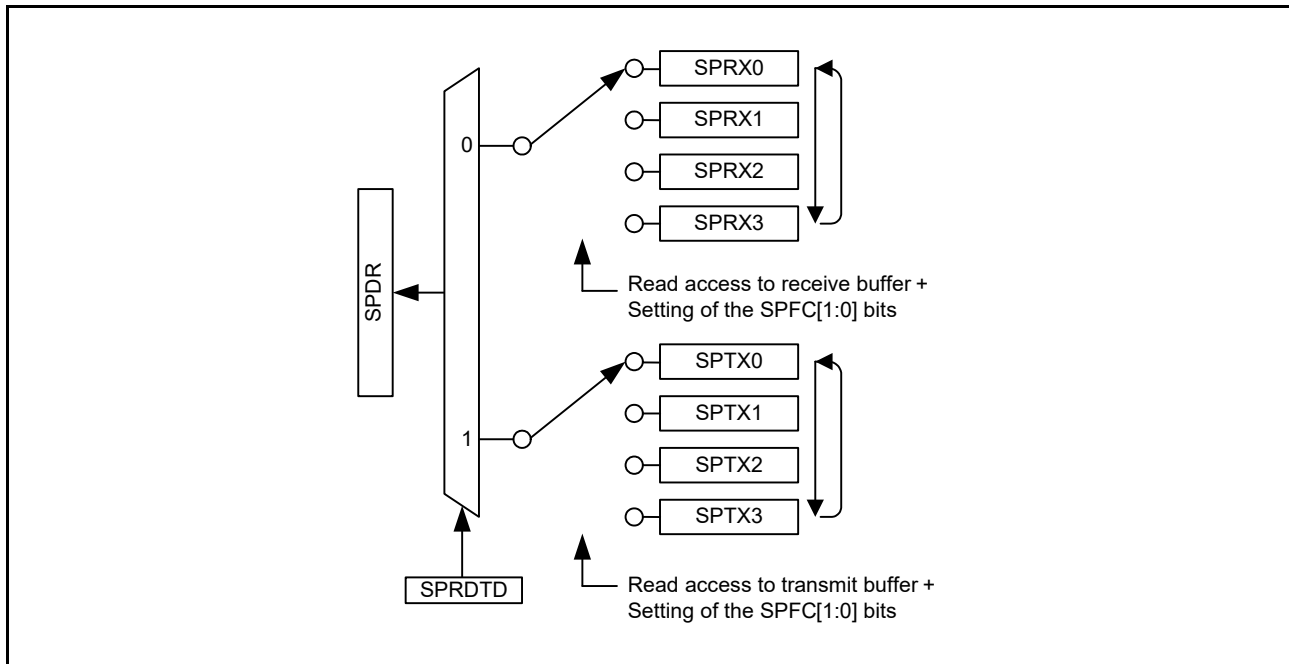 SPRX0
SPRX1
0
SPRX2
SPRX3
SPDR
Read access to receive buffer +
Setting of the SPFC[1:0] bits
SPTX0
SPTX1
1
SPTX2
SPTX3
SPRDTD
Read access to transmit buffer +
Setting of the SPFC[1:0] bits